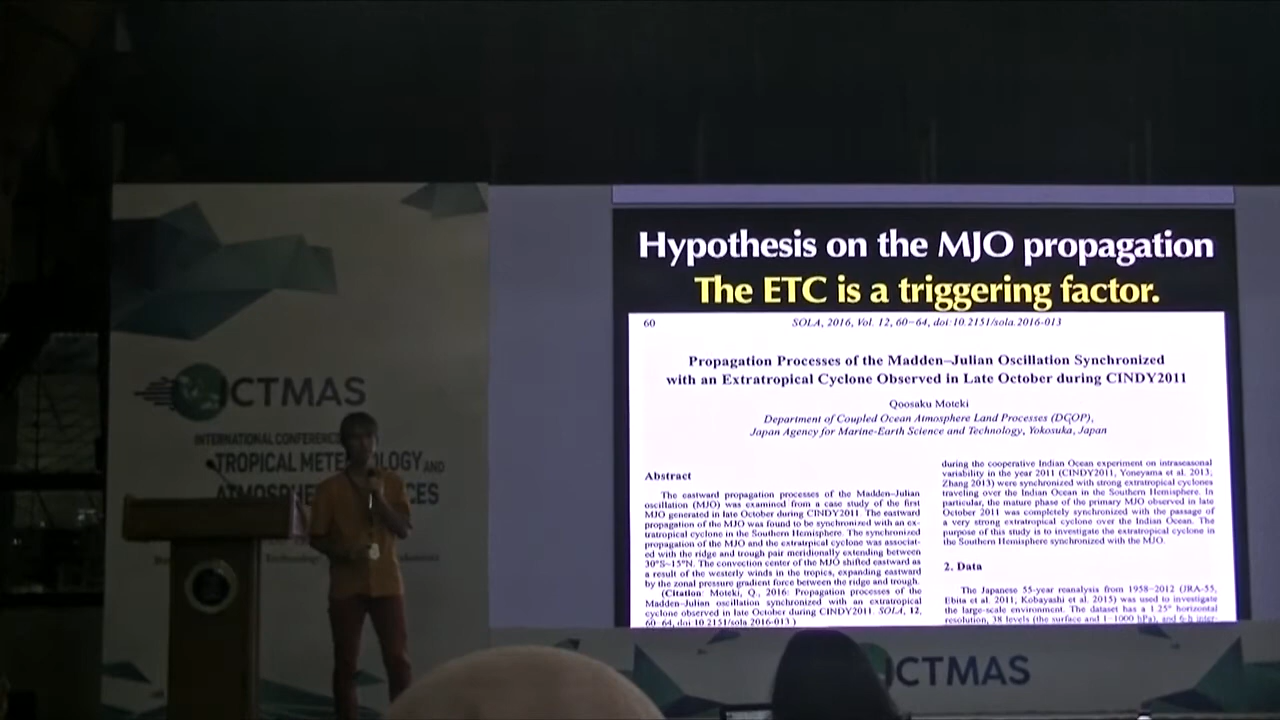 Hypothesis on the MJO propagation
The ETC is a triggering factor.
60
SOLA, 2016, Vol. 12, 60−64, doi:10.2151/sola.2016-013
Propagation Processes of the Madden–Julian Oscillation Synchronized
with an Extratropical Cyclone Observed in Late October during CINDY2011
Qoosaku Moteki
Department of Coupled Ocean Atmosphere Land Processes (DCOP),
Japan Agency for Marine-Earth Science and Technology, Yokosuka, Japan
Abstract
The eastward propagation processes of the Madden–Julian
oscillation (MJO) was examined from a case study of the first
MJO generated in late October during CINDY2011. The eastward
propagation of the MJO was found to be synchronized with an ex-
tratropical cyclone in the Southern Hemisphere. The synchronized
propagation of the MJO and the extratrpical cyclone was associat-
ed with the ridge and trough pair meridionally extending between
30°S–15°N. The convection center of the MJO shifted eastward as
a result of the westerly winds in the tropics, expanding eastward
by the zonal pressure gradient force between the ridge and trough.
(Citation: Moteki, Q., 2016: Propagation processes of the
Madden–Julian oscillation synchronized with an extratropical
cyclone observed in late October during CINDY2011. SOLA, 12,
60−64, doi:10.2151/sola.2016-013.)
during the cooperative Indian Ocean experiment on intraseasonal
variability in the year 2011 (CINDY2011, Yoneyama et al. 2013,
Zhang 2013) were synchronized with strong extratropical cyclones
traveling over the Indian Ocean in the Southern Hemisphere. In
particular, the mature phase of the primary MJO observed in late
October 2011 was completely synchronized with the passage of
a very strong extratropical cyclone over the Indian Ocean. The
purpose of this study is to investigate the extratropical cyclone in
the Southern Hemisphere synchronized with the MJO.
2. Data
The Japanese 55-year reanalysis from 1958−2012 (JRA-55,
Ebita et al. 2011; Kobayashi et al. 2015) was used to investigate
the large-scale environment. The dataset has a 1.25° horizontal
resolution, 38 levels (the surface and 1−1000 hPa), and 6-h inter-
ICTMAS
INTERNATIONAL CONFERENCE
TROPICAL AND
ICTMAS